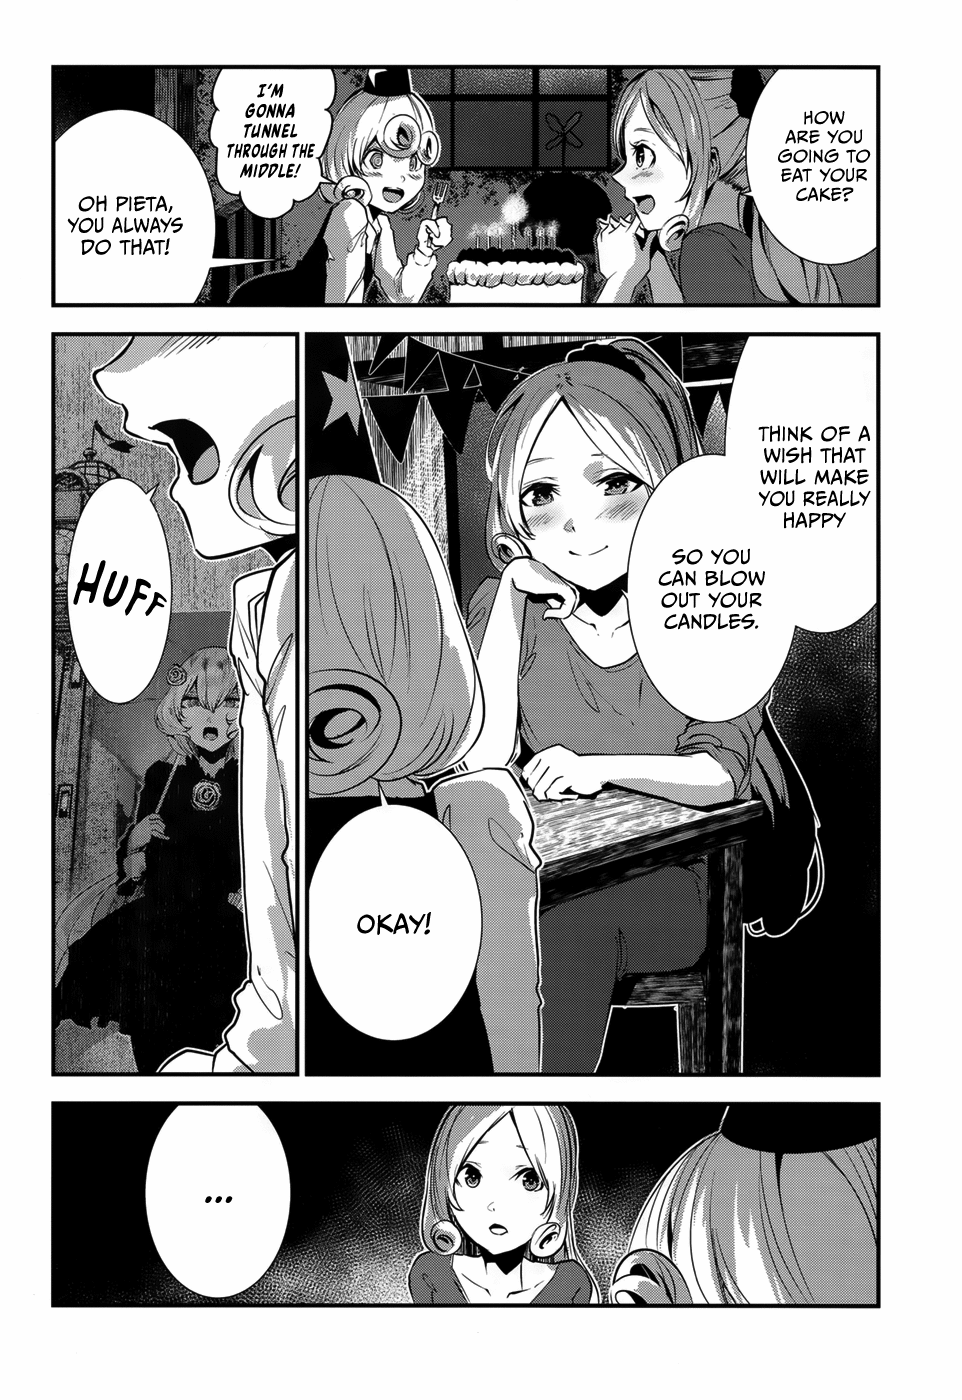 HOW
ARE YOU
GOING TO
EAT YOUR
CAKE?
I'M
GONNA
TUNNEL
THROUGH THE
MIDDLE!
OH PIETA,
YOU ALWAYS
DO THAT!
THINK OF A
WISH THAT
WILL MAKE
YOU REALLY
HAPPY
SO YOU
CAN BLOW
OUT YOUR
CANDLES.
OKAY!
HUFF
...